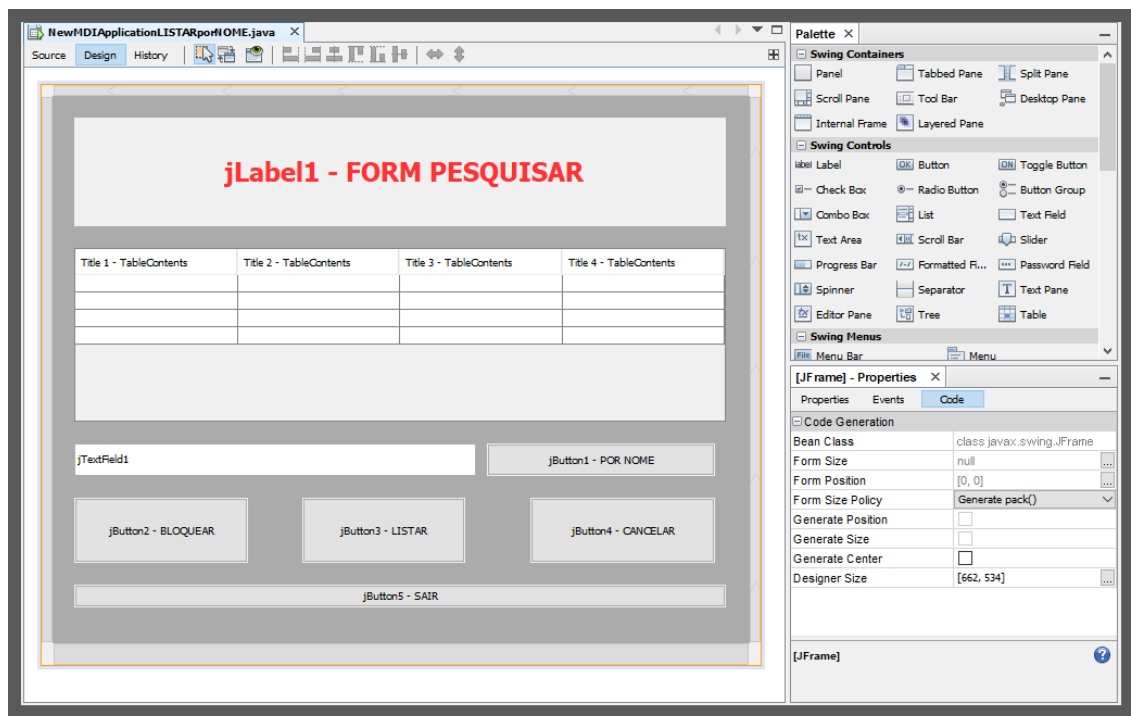 NewMDIApplicationLISTARporNOME.java
Source Design History
jLabel1 - FORM PESQUISAR
Title 1 - TableContents Title 2 - TableContents Title 3 - TableContents Title 4 - TableContents
jTextField1 jButton1 - POR NOME
jButton2 - BLOQUEAR jButton3 - LISTAR jButton4 - CANCELAR
jButton5 - SAIR
Palette
Swing Containers
Panel Tabbed Pane Split Pane
Scroll Pane Tool Bar Desktop Pane
Internal Frame Layered Pane
Swing Controls
label Label OK Button ON Toggle Button
Check Box Radio Button Button Group
Combo Box List Text Field
tx Text Area Scroll Bar Slider
Progress Bar Formatted Fi... Password Field
Spinner Separator T Text Pane
Editor Pane Tree Table
Swing Menus
File Menu Bar Menu
[JFrame] - Properties
Properties Events Code
Code Generation
Bean Class class javax.swing.JFrame
Form Size null ...
Form Position [0, 0] ...
Form Size Policy Generate pack()
Generate Position
Generate Size
Generate Center
Designer Size [662, 534] ...
[JFrame] ?